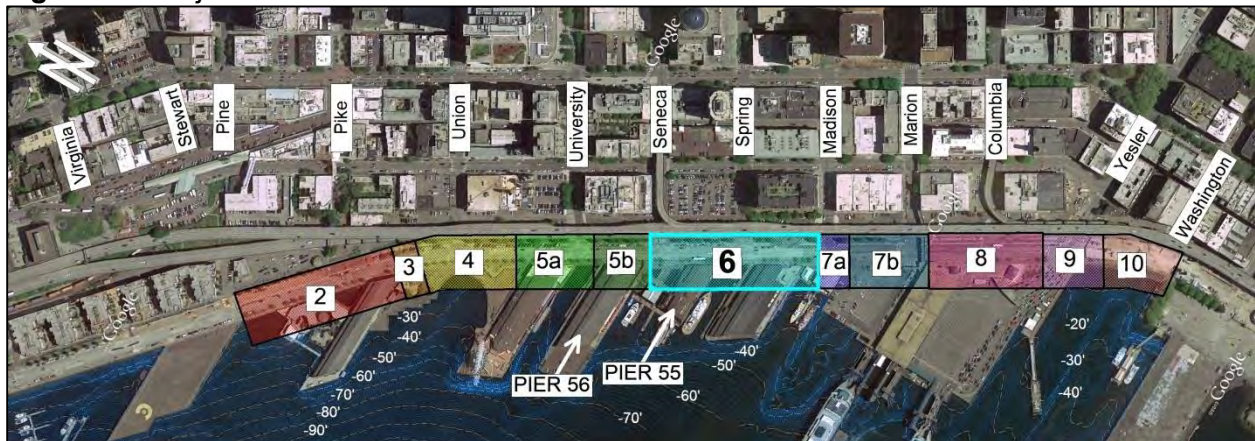 N
Google
Virginia
Stewart
Pine
Pike
Union
University
Seneca
Spring
Madison
Marion
Columbia
Yesler
Washington
Google
2
3
4
5a
5b
6
7a
7b
8
9
10
Google
-30'
-40'
-50'
-60'
-70'
-80'
-90'
PIER 56
PIER 55
-40'
-50'
-60'
-70'
-20'
-30'
-40'
Google